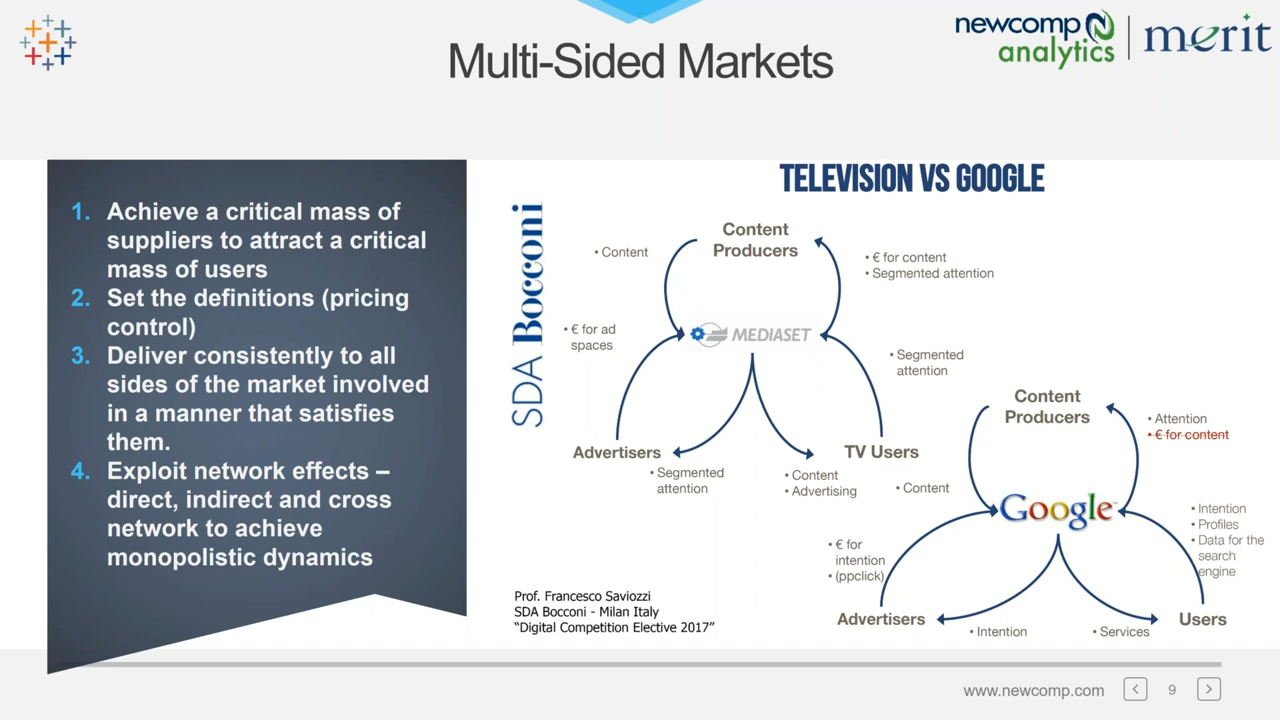 newcomp
analytics
merit
Multi-Sided Markets
1. Achieve a critical mass of
suppliers to attract a critical
mass of users
2. Set the definitions (pricing
control)
3. Deliver consistently to all
sides of the market involved
in a manner that satisfies
them.
4. Exploit network effects –
direct, indirect and cross
network to achieve
monopolistic dynamics
SDA Bocconi
TELEVISION VS GOOGLE
Content
Producers
• Content
• € for content
• Segmented attention
• € for ad
spaces
MEDIASET
• Segmented
attention
Advertisers
TV Users
• Segmented
attention
• Content
• Advertising
Content
Producers
• Attention
• € for content
• Content
Google
• Intention
• Profiles
• Data for the
search
engine
• € for
intention
• (ppclick)
Advertisers
Users
• Intention
• Services
Prof. Francesco Saviozzi
SDA Bocconi - Milan Italy
"Digital Competition Elective 2017"
www.newcomp.com
9